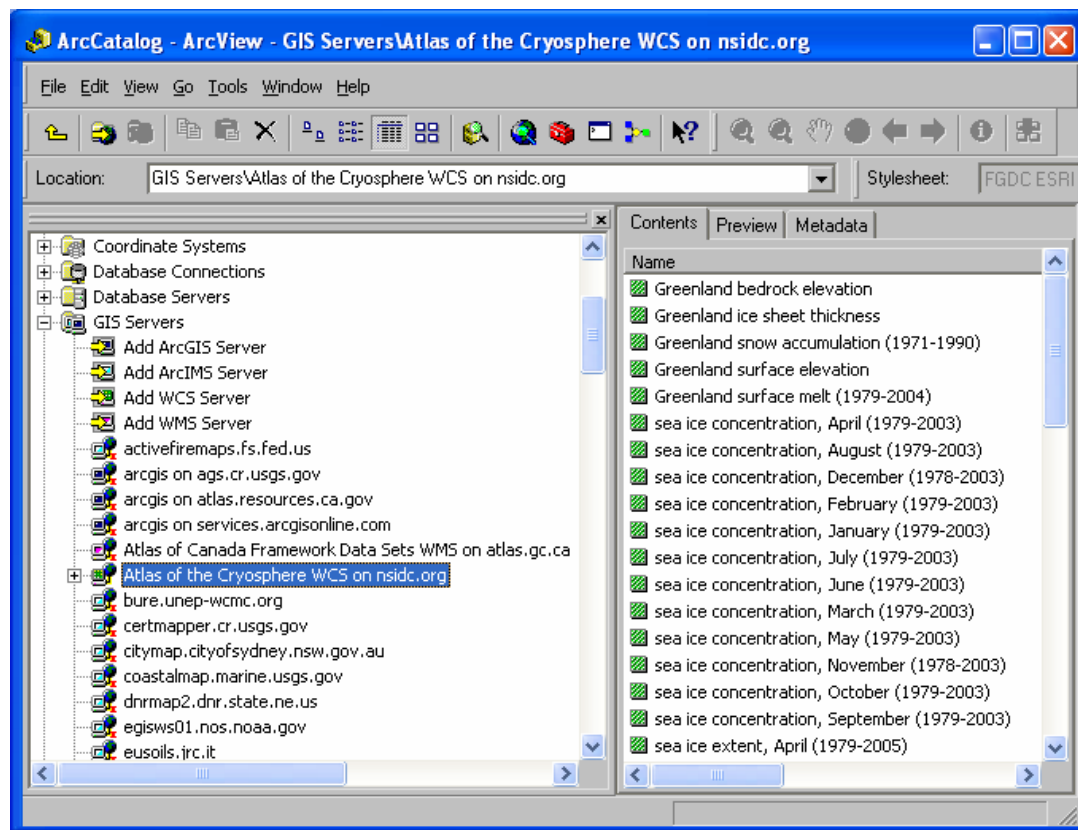 ArcCatalog - ArcView - GIS Servers\Atlas of the Cryosphere WCS on nsidc.org
File Edit View Go Tools Window Help
Location: GIS Servers\Atlas of the Cryosphere WCS on nsidc.org Stylesheet: FGDC ESRI
Coordinate Systems
Database Connections
Database Servers
GIS Servers
Add ArcGIS Server
Add ArcIMS Server
Add WCS Server
Add WMS Server
activefiremaps.fs.fed.us
arcgis on ags.cr.usgs.gov
arcgis on atlas.resources.ca.gov
arcgis on services.arcgisonline.com
Atlas of Canada Framework Data Sets WMS on atlas.gc.ca
Atlas of the Cryosphere WCS on nsidc.org
bure.unep-wcmc.org
certmapper.cr.usgs.gov
citymap.cityofsydney.nsw.gov.au
coastalmap.marine.usgs.gov
dnrmap2.dnr.state.ne.us
egisws01.nos.noaa.gov
eusoils.jrc.it
Contents Preview Metadata
Name
Greenland bedrock elevation
Greenland ice sheet thickness
Greenland snow accumulation (1971-1990)
Greenland surface elevation
Greenland surface melt (1979-2004)
sea ice concentration, April (1979-2003)
sea ice concentration, August (1979-2003)
sea ice concentration, December (1978-2003)
sea ice concentration, February (1979-2003)
sea ice concentration, January (1979-2003)
sea ice concentration, July (1979-2003)
sea ice concentration, June (1979-2003)
sea ice concentration, March (1979-2003)
sea ice concentration, May (1979-2003)
sea ice concentration, November (1978-2003)
sea ice concentration, October (1979-2003)
sea ice concentration, September (1979-2003)
sea ice extent, April (1979-2005)